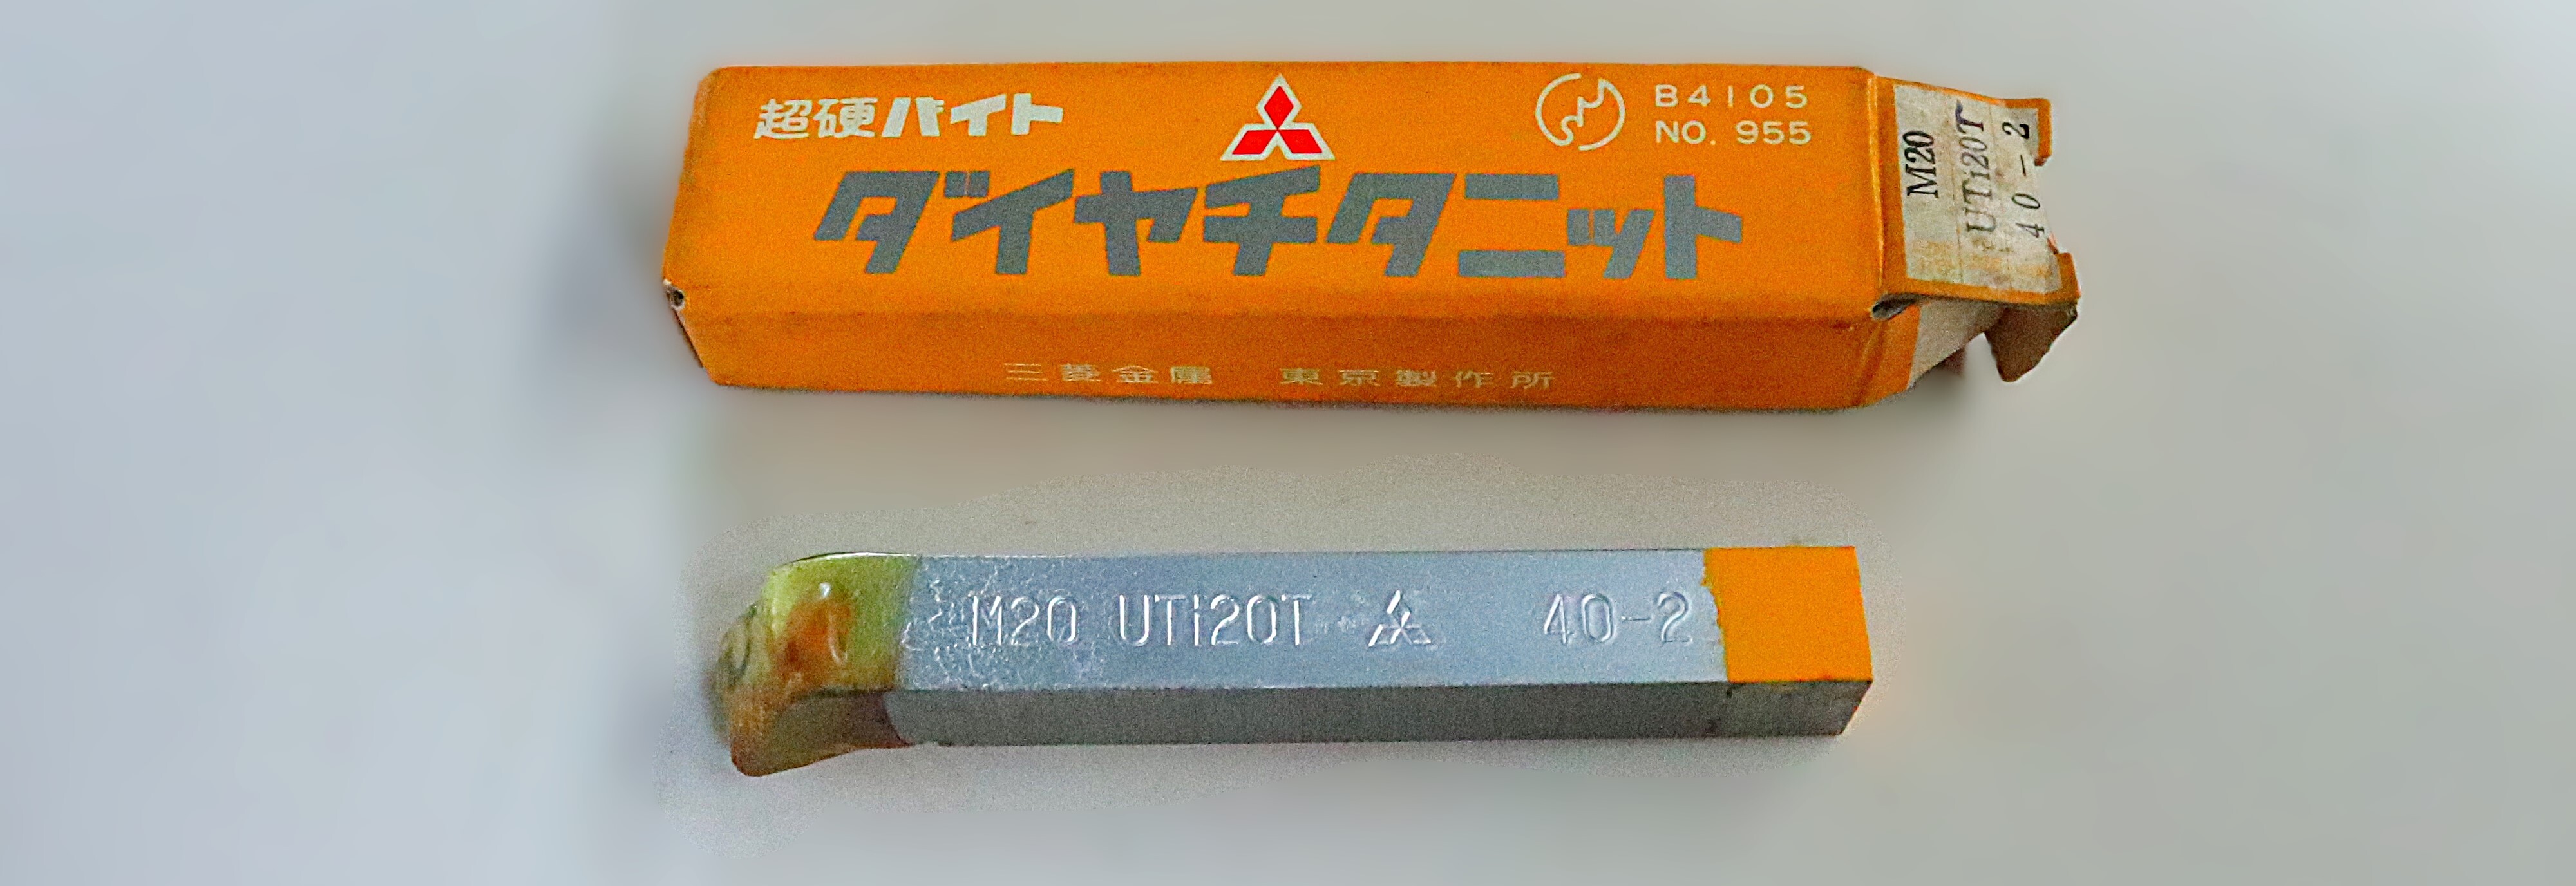 超硬バイト
B4105
NO. 955
ダイヤチタニット
三菱金属 東京製作所
M20
UTi20T
40-2
M20 UTi20T 40-2